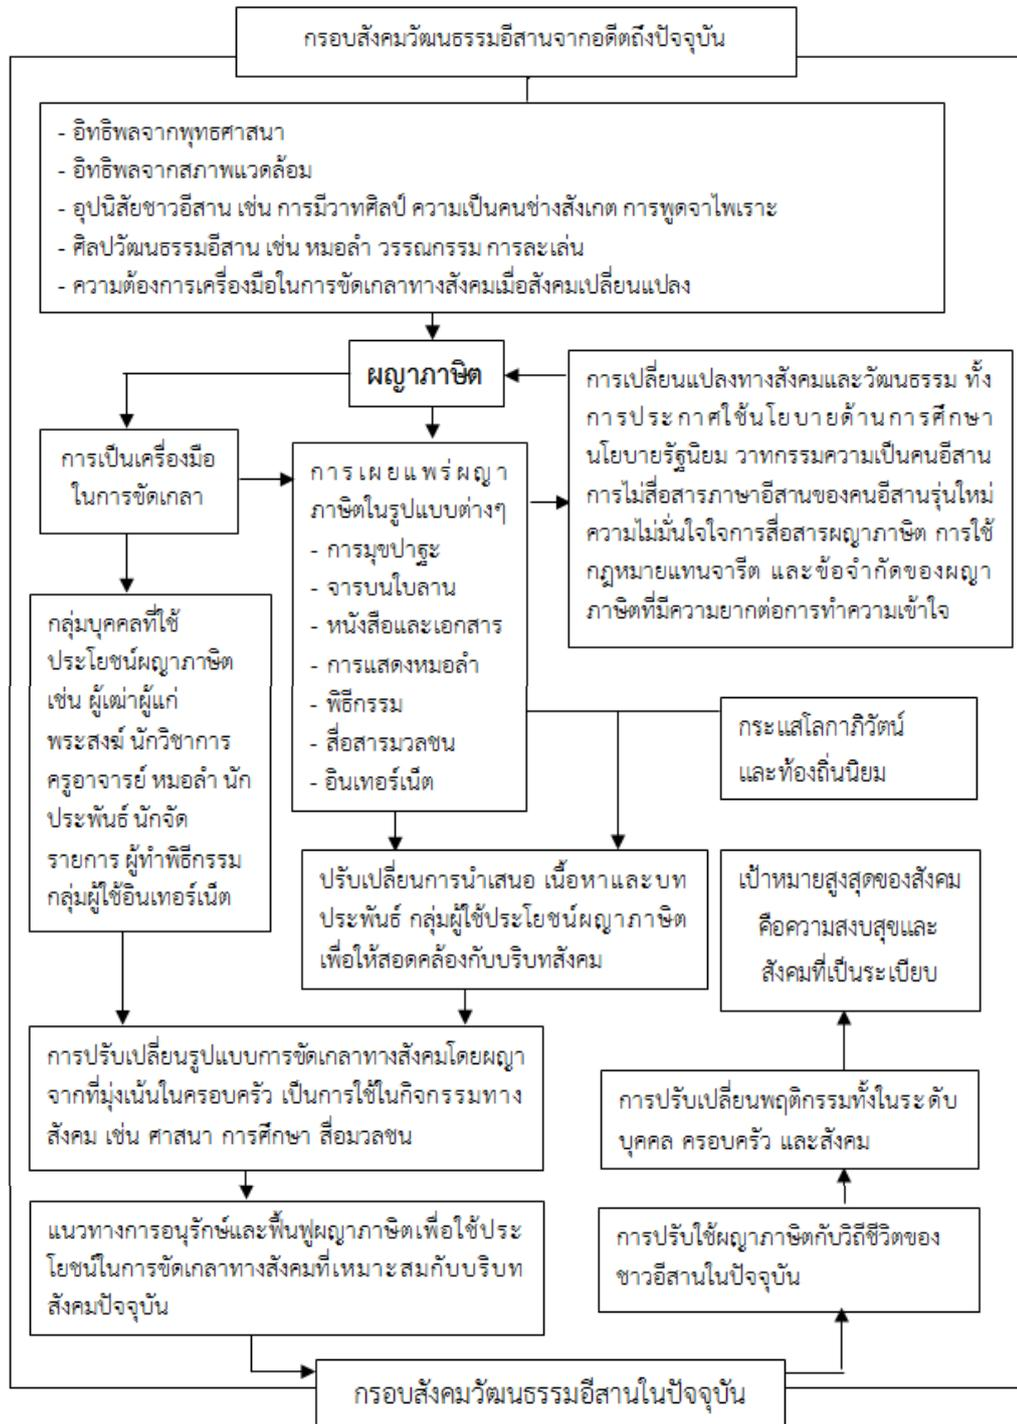 กรอบสังคมวัฒนธรรมอีสานจากอดีตถึงปัจจุบัน
- อิทธิพลจากพุทธศาสนา
- อิทธิพลจากสภาพแวดล้อม
- อุปนิสัยชาวอีสาน เช่น การมีวาทศิลป์ ความเป็นคนช่างสังเกต การพูดจาไพเราะ
- ศิลปวัฒนธรรมอีสาน เช่น หมอลำ วรรณกรรม การละเล่น
- ความต้องการเครื่องมือในการขัดเกลาทางสังคมเมื่อสังคมเปลี่ยนแปลง
ผญาภาษิต
การเปลี่ยนแปลงทางสังคมและวัฒนธรรม ทั้ง
การประกาศใช้นโยบายด้านการศึกษา
นโยบายรัฐนิยม วาทกรรมความเป็นคนอีสาน
การไม่สื่อสารภาษาอีสานของคนอีสานรุ่นใหม่
ความไม่มั่นใจใจการสื่อสารผญาภาษิต การใช้
กฎหมายแทนจารีต และข้อจำกัดของผญา
ภาษิตที่มีความยากต่อการทำความเข้าใจ
การเป็นเครื่องมือ
ในการขัดเกลา
การเผยแพร่ผญา
ภาษิตในรูปแบบต่างๆ
- การมุขปาฐะ
- จารบนใบลาน
- หนังสือและเอกสาร
- การแสดงหมอลำ
- พิธีกรรม
- สื่อสารมวลชน
- อินเทอร์เน็ต
กลุ่มบุคคลที่ใช้
ประโยชน์ผญาภาษิต
เช่น ผู้เฒ่าผู้แก่
พระสงฆ์ นักวิชาการ
ครูอาจารย์ หมอลำ นัก
ประพันธ์ นักจัด
รายการ ผู้ทำพิธีกรรม
กลุ่มผู้ใช้อินเทอร์เน็ต
กระแสโลกาภิวัตน์
และท้องถิ่นนิยม
ปรับเปลี่ยนการนำเสนอ เนื้อหาและบท
ประพันธ์ กลุ่มผู้ใช้ประโยชน์ผญาภาษิต
เพื่อให้สอดคล้องกับบริบทสังคม
เป้าหมายสูงสุดของสังคม
คือความสงบสุขและ
สังคมที่เป็นระเบียบ
การปรับเปลี่ยนรูปแบบการขัดเกลาทางสังคมโดยผญา
จากที่มุ่งเน้นในครอบครัว เป็นการใช้ในกิจกรรมทาง
สังคม เช่น ศาสนา การศึกษา สื่อมวลชน
การปรับเปลี่ยนพฤติกรรมทั้งในระดับ
บุคคล ครอบครัว และสังคม
แนวทางการอนุรักษ์และฟื้นฟูผญาภาษิตเพื่อใช้ประ
โยชน์ในการขัดเกลาทางสังคมที่เหมาะสมกับบริบท
สังคมปัจจุบัน
การปรับใช้ผญาภาษิตกับวิถีชีวิตของ
ชาวอีสานในปัจจุบัน
กรอบสังคมวัฒนธรรมอีสานในปัจจุบัน